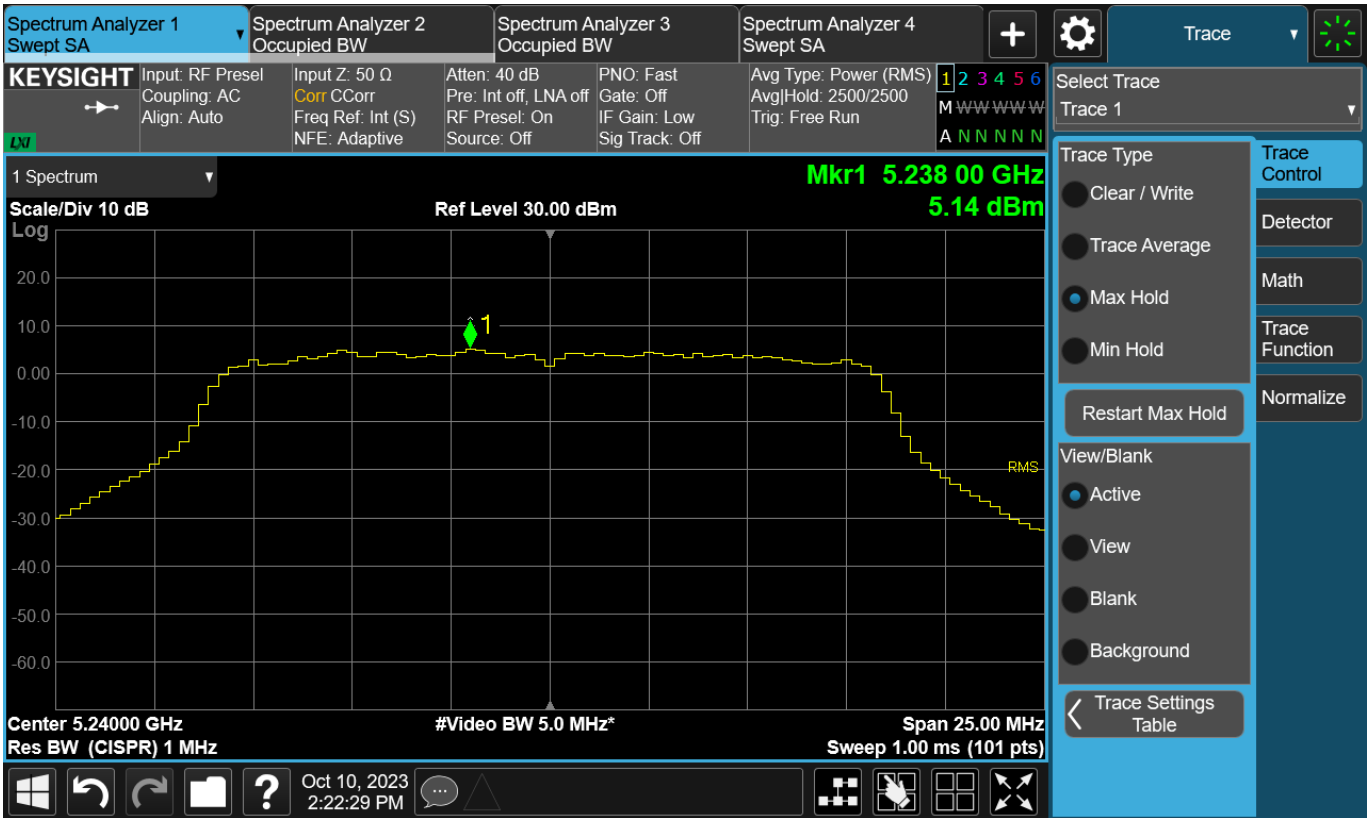 Spectrum Analyzer 1
Swept SA
Spectrum Analyzer 2
Occupied BW
Spectrum Analyzer 3
Occupied BW
Spectrum Analyzer 4
Swept SA
+
Trace
KEYSIGHT
LXI
Input: RF Presel
Coupling: AC
Align: Auto
Input Z: 50 Ω
Corr CCorr
Freq Ref: Int (S)
NFE: Adaptive
Atten: 40 dB
Pre: Int off, LNA off
RF Presel: On
Source: Off
PNO: Fast
Gate: Off
IF Gain: Low
Sig Track: Off
Avg Type: Power (RMS)
Avg|Hold: 2500/2500
Trig: Free Run
1 2 3 4 5 6
M W W W W W
A N N N N N
Select Trace
Trace 1
1 Spectrum
Mkr1 5.238 00 GHz
5.14 dBm
Scale/Div 10 dB
Ref Level 30.00 dBm
Log
20.0
10.0
0.00
-10.0
-20.0
-30.0
-40.0
-50.0
-60.0
1
RMS
Center 5.24000 GHz
#Video BW 5.0 MHz*
Span 25.00 MHz
Res BW (CISPR) 1 MHz
Sweep 1.00 ms (101 pts)
Trace Type
Clear / Write
Trace Average
Max Hold
Min Hold
Restart Max Hold
View/Blank
Active
View
Blank
Background
Trace Settings
Table
Trace
Control
Detector
Math
Trace
Function
Normalize
?
Oct 10, 2023
2:22:29 PM